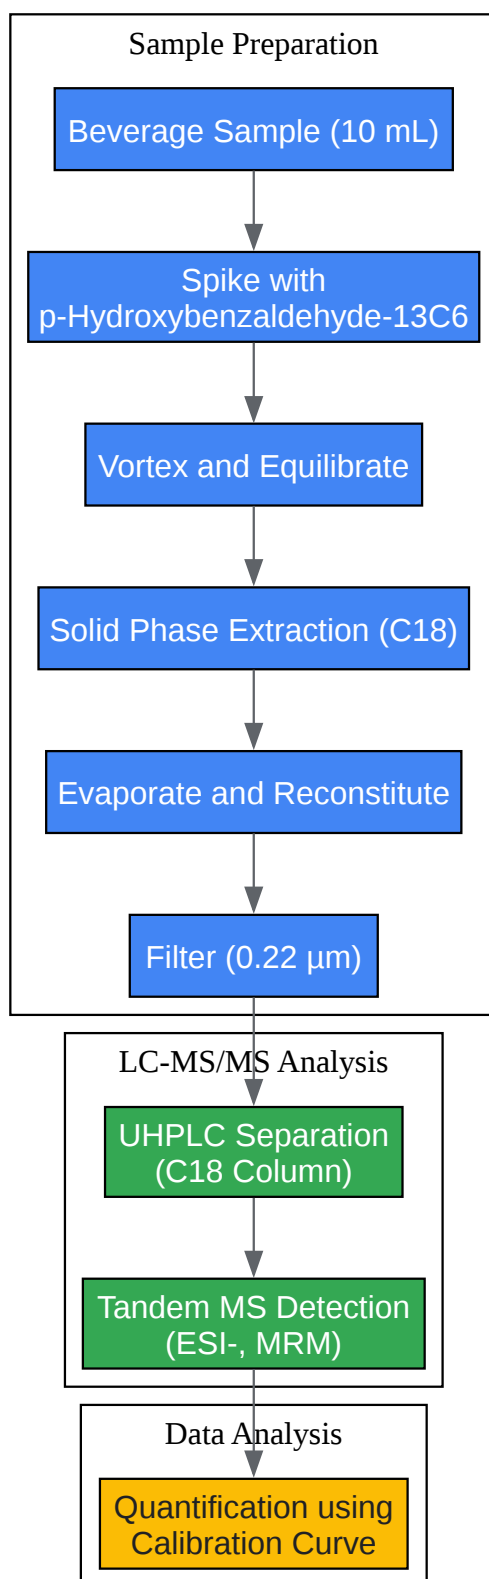 Sample Preparation
Beverage Sample (10 mL)
Spike with
p-Hydroxybenzaldehyde-13C6
Vortex and Equilibrate
Solid Phase Extraction (C18)
Evaporate and Reconstitute
Filter (0.22 µm)
LC-MS/MS Analysis
UHPLC Separation
(C18 Column)
Tandem MS Detection
(ESI-, MRM)
Data Analysis
Quantification using
Calibration Curve